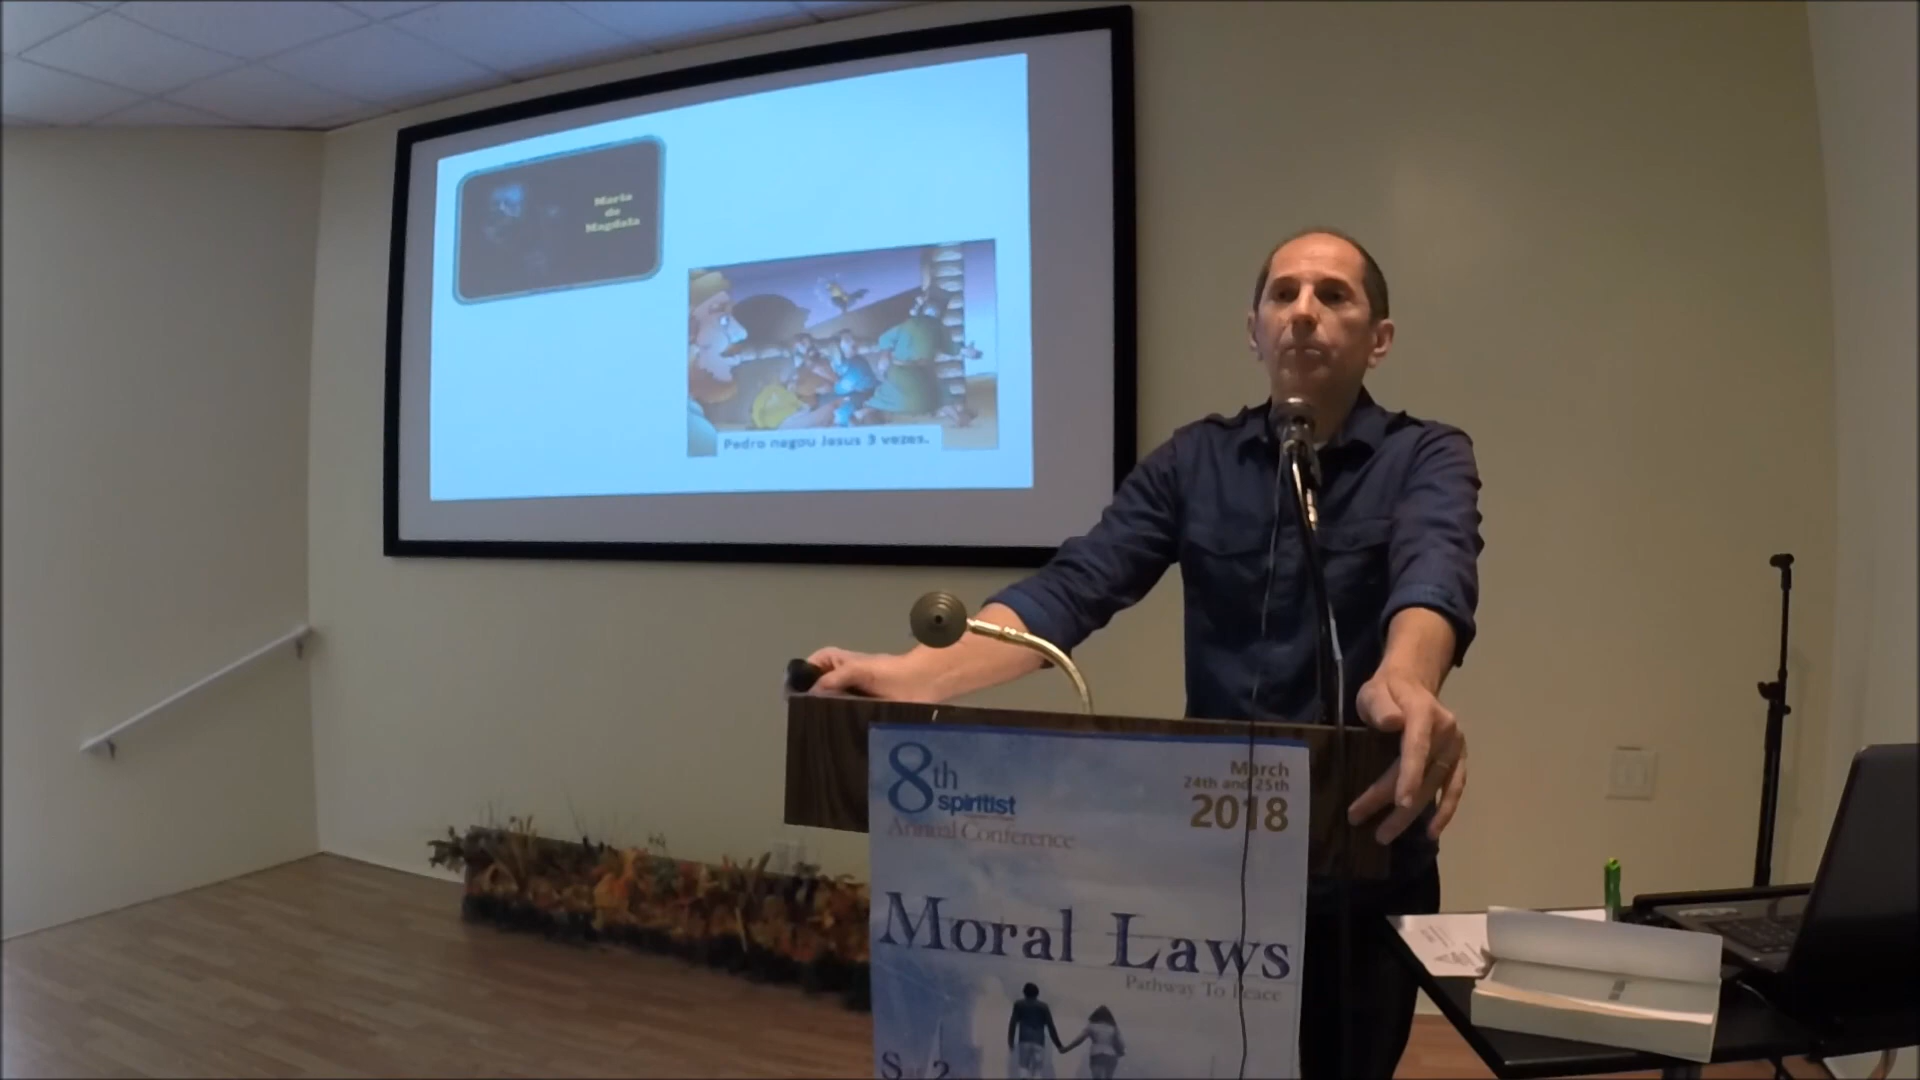 Maria
de
Magdala
Pedro negou Jesus 3 vezes.
8th
spiritist
Annual Conference
March
24th and 25th
2018
Moral Laws
Pathway To Peace